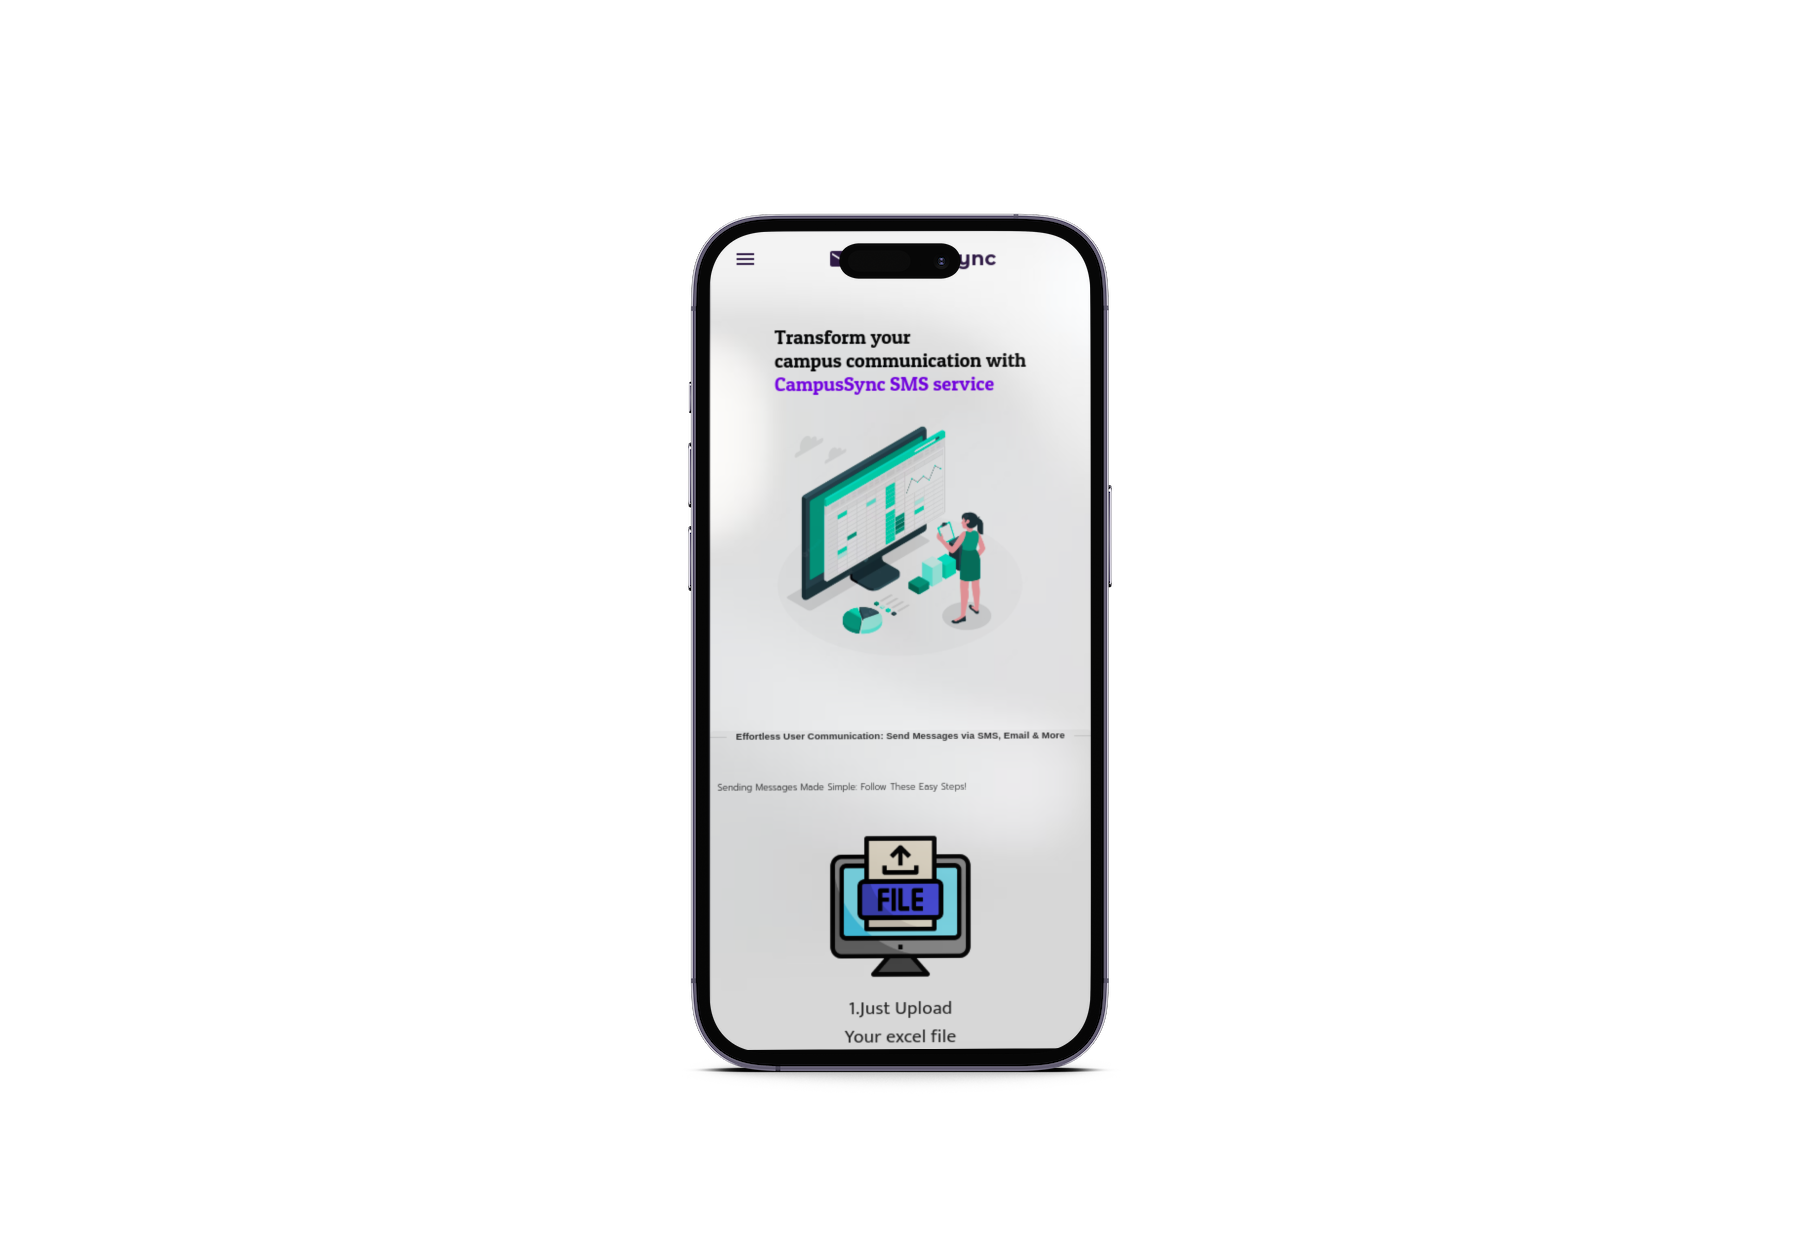 ync
Transform your
campus communication with
CampusSync SMS service
Effortless User Communication: Send Messages via SMS, Email & More
Sending Messages Made Simple: Follow These Easy Steps!
FILE
1.Just Upload
Your excel file